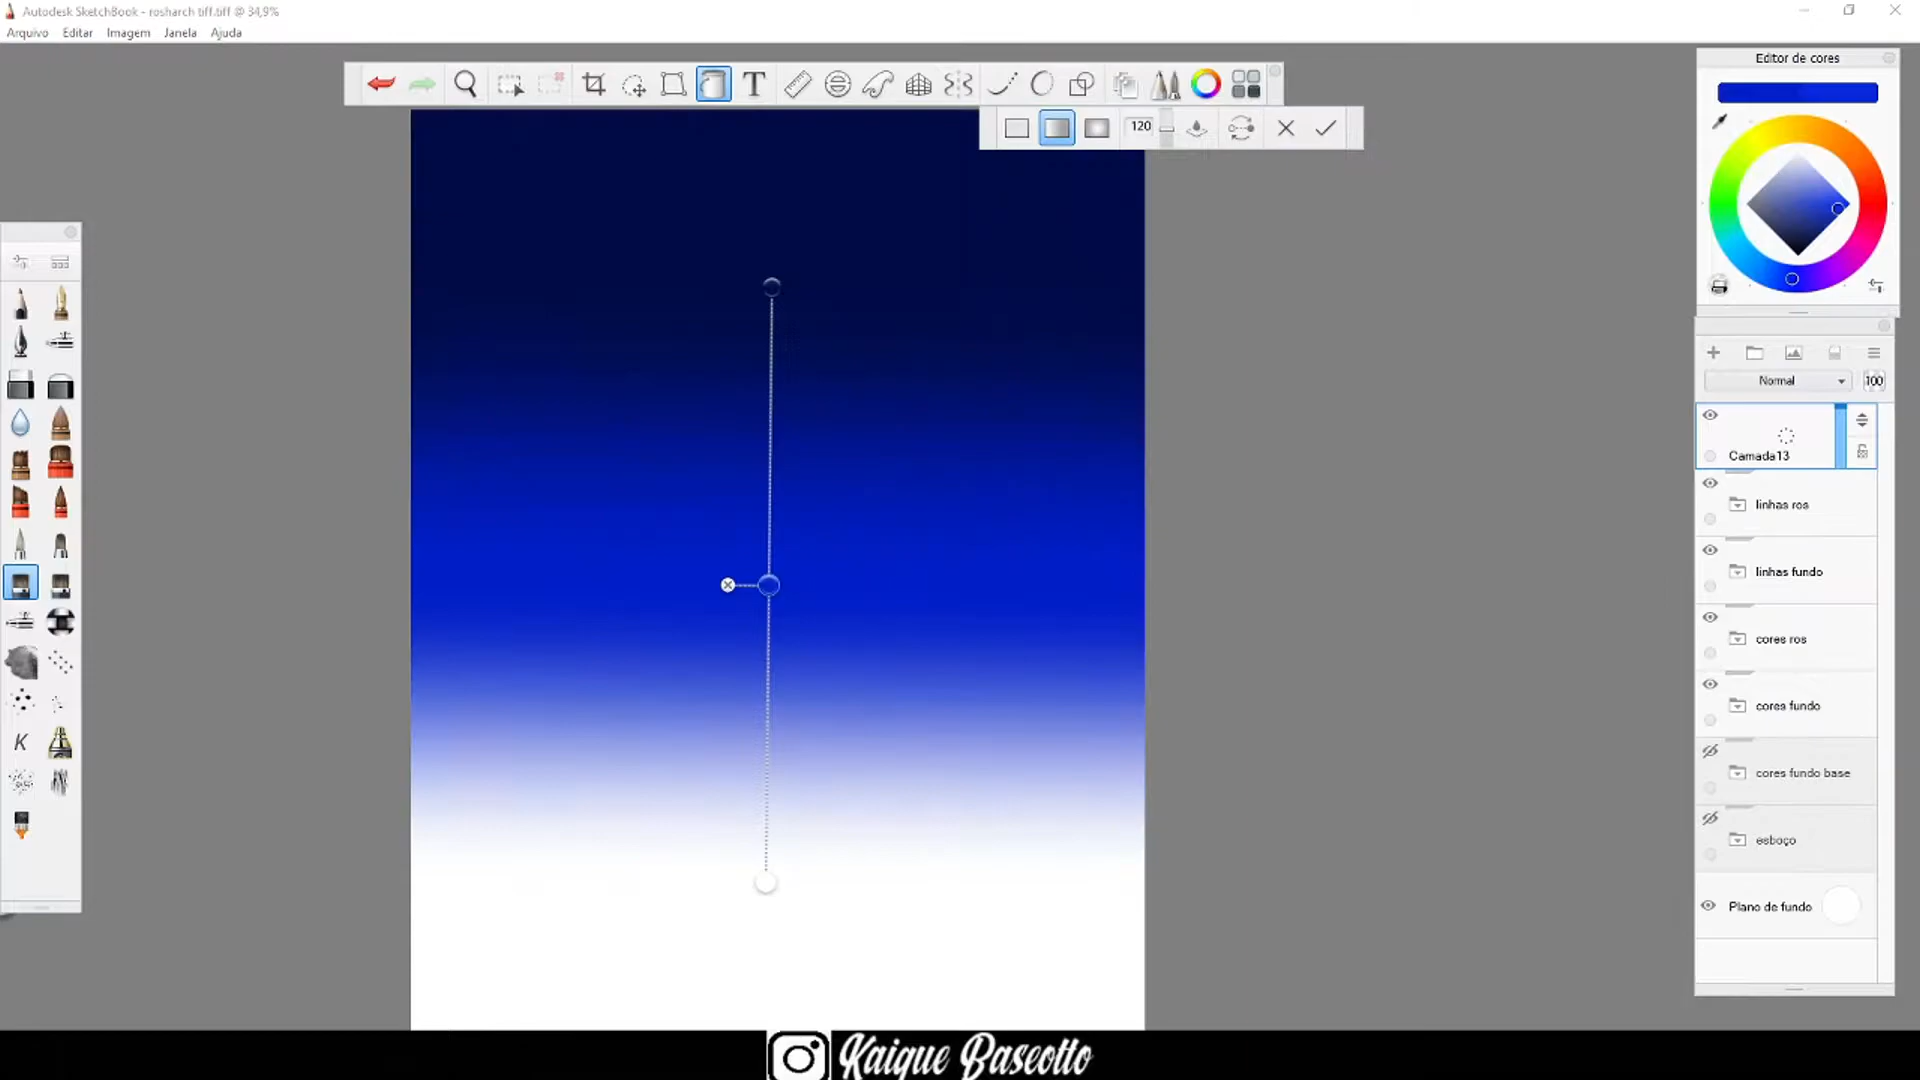 Autodesk SketchBook - rosharch tiff.tiff @ 34,9%
Arquivo Editar Imagem Janela Ajuda
Editor de cores
T
120
Normal 100
Camada13
linhas ros
linhas fundo
cores ros
cores fundo
cores fundo base
esboço
Plano de fundo
K
Kaique Baseotto